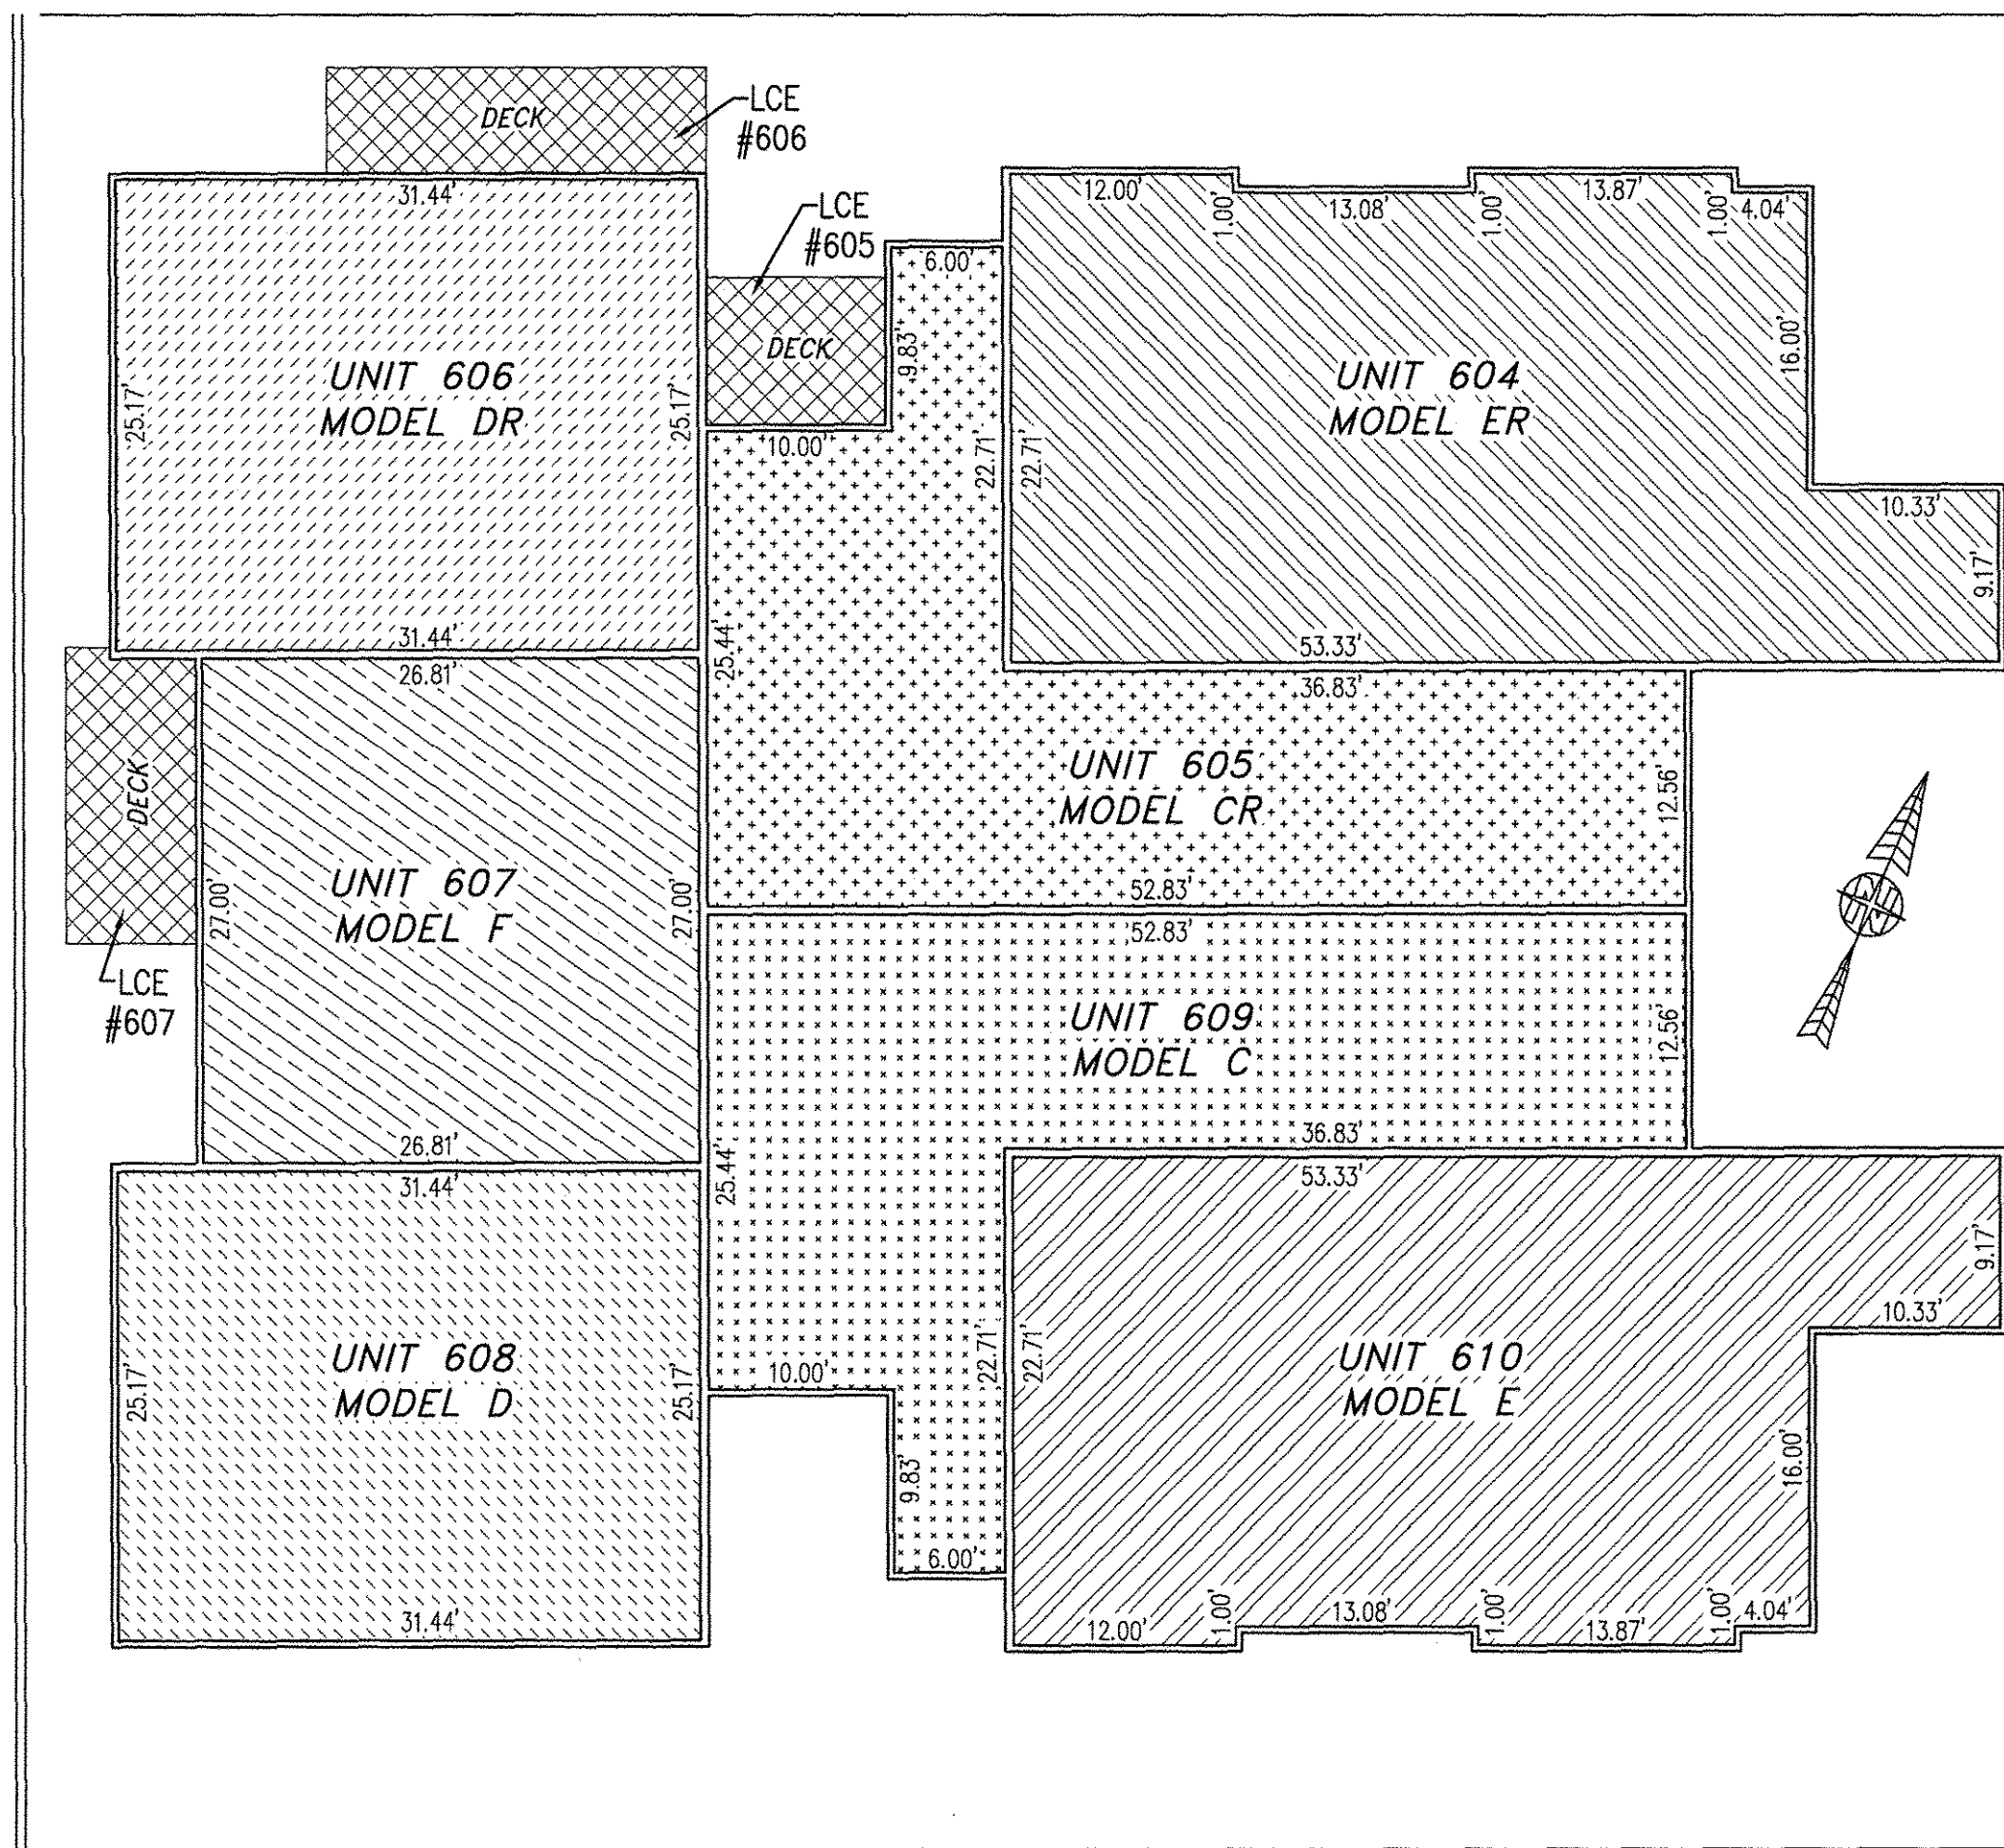 DECK
LCE
#606
31.44'
25.17'
UNIT 606
MODEL DR
25.17'
31.44'
LCE
#605
DECK
6.00'
9.83'
10.00'
22.71'
25.44'
36.83'
UNIT 605
MODEL CR
12.56'
52.83'
12.00'
1.00'
13.08'
1.00'
13.87'
1.00'
4.04'
16.00'
UNIT 604
MODEL ER
22.71'
10.33'
9.17'
53.33'
26.81'
DECK
27.00'
UNIT 607
MODEL F
27.00'
LCE
#607
26.81'
52.83'
UNIT 609
MODEL C
12.56'
36.83'
25.44'
22.71'
10.00'
9.83'
6.00'
31.44'
25.17'
UNIT 608
MODEL D
25.17'
31.44'
53.33'
9.17'
10.33'
22.71'
UNIT 610
MODEL E
16.00'
12.00'
1.00'
13.08'
1.00'
13.87'
1.00'
4.04'